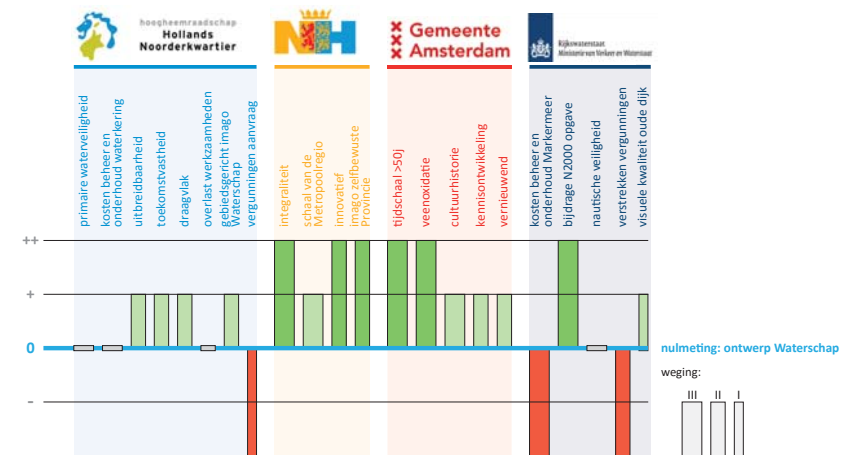 hoogheemraadschap
Hollands
Noorderkwartier
NH
Gemeente
Amsterdam
Rijkswaterstaat
Ministerie van Verkeer en Waterstaat
primaire waterveiligheid
kosten beheer en
onderhoud waterkering
uitbreidbaarheid
toekomstvastheid
draagvlak
overlast werkzaamheden
gebiedsgericht imago
Waterschap
vergunningen aanvraag
integraliteit
schaal van de
Metropoolregio
innovatief
imago zelfbewuste
Provincie
tijdschaal >50j
veenoxidatie
cultuurhistorie
kennisontwikkeling
vernieuwend
kosten beheer en
onderhoud Markermeer
bijdrage N2000 opgave
nautische veiligheid
verstrekken vergunningen
visuele kwaliteit oude dijk
++
+
0
-
nulmeting: ontwerp Waterschap
weging:
III II I